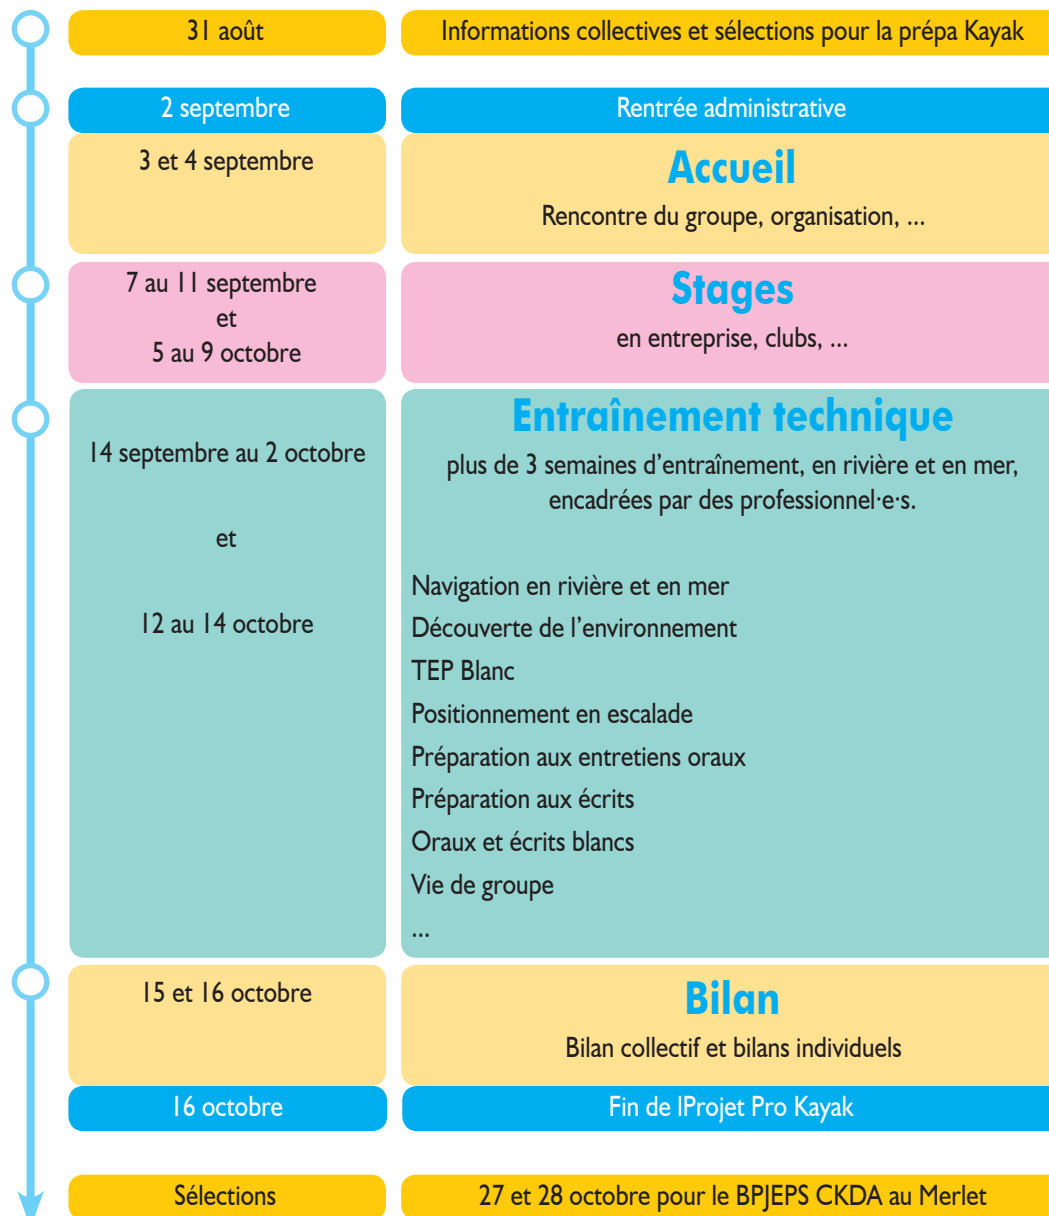 31 août
Informations collectives et sélections pour la prépa Kayak
2 septembre
Rentrée administrative
3 et 4 septembre
Accueil
Rencontre du groupe, organisation, ...
7 au 11 septembre
et
5 au 9 octobre
Stages
en entreprise, clubs, ...
14 septembre au 2 octobre
et
12 au 14 octobre
Entraînement technique
plus de 3 semaines d’entraînement, en rivière et en mer,
encadrées par des professionnel·e·s.
Navigation en rivière et en mer
Découverte de l’environnement
TEP Blanc
Positionnement en escalade
Préparation aux entretiens oraux
Préparation aux écrits
Oraux et écrits blancs
Vie de groupe
...
15 et 16 octobre
Bilan
Bilan collectif et bilans individuels
16 octobre
Fin de lProjet Pro Kayak
Sélections
27 et 28 octobre pour le BPJEPS CKDA au Merlet